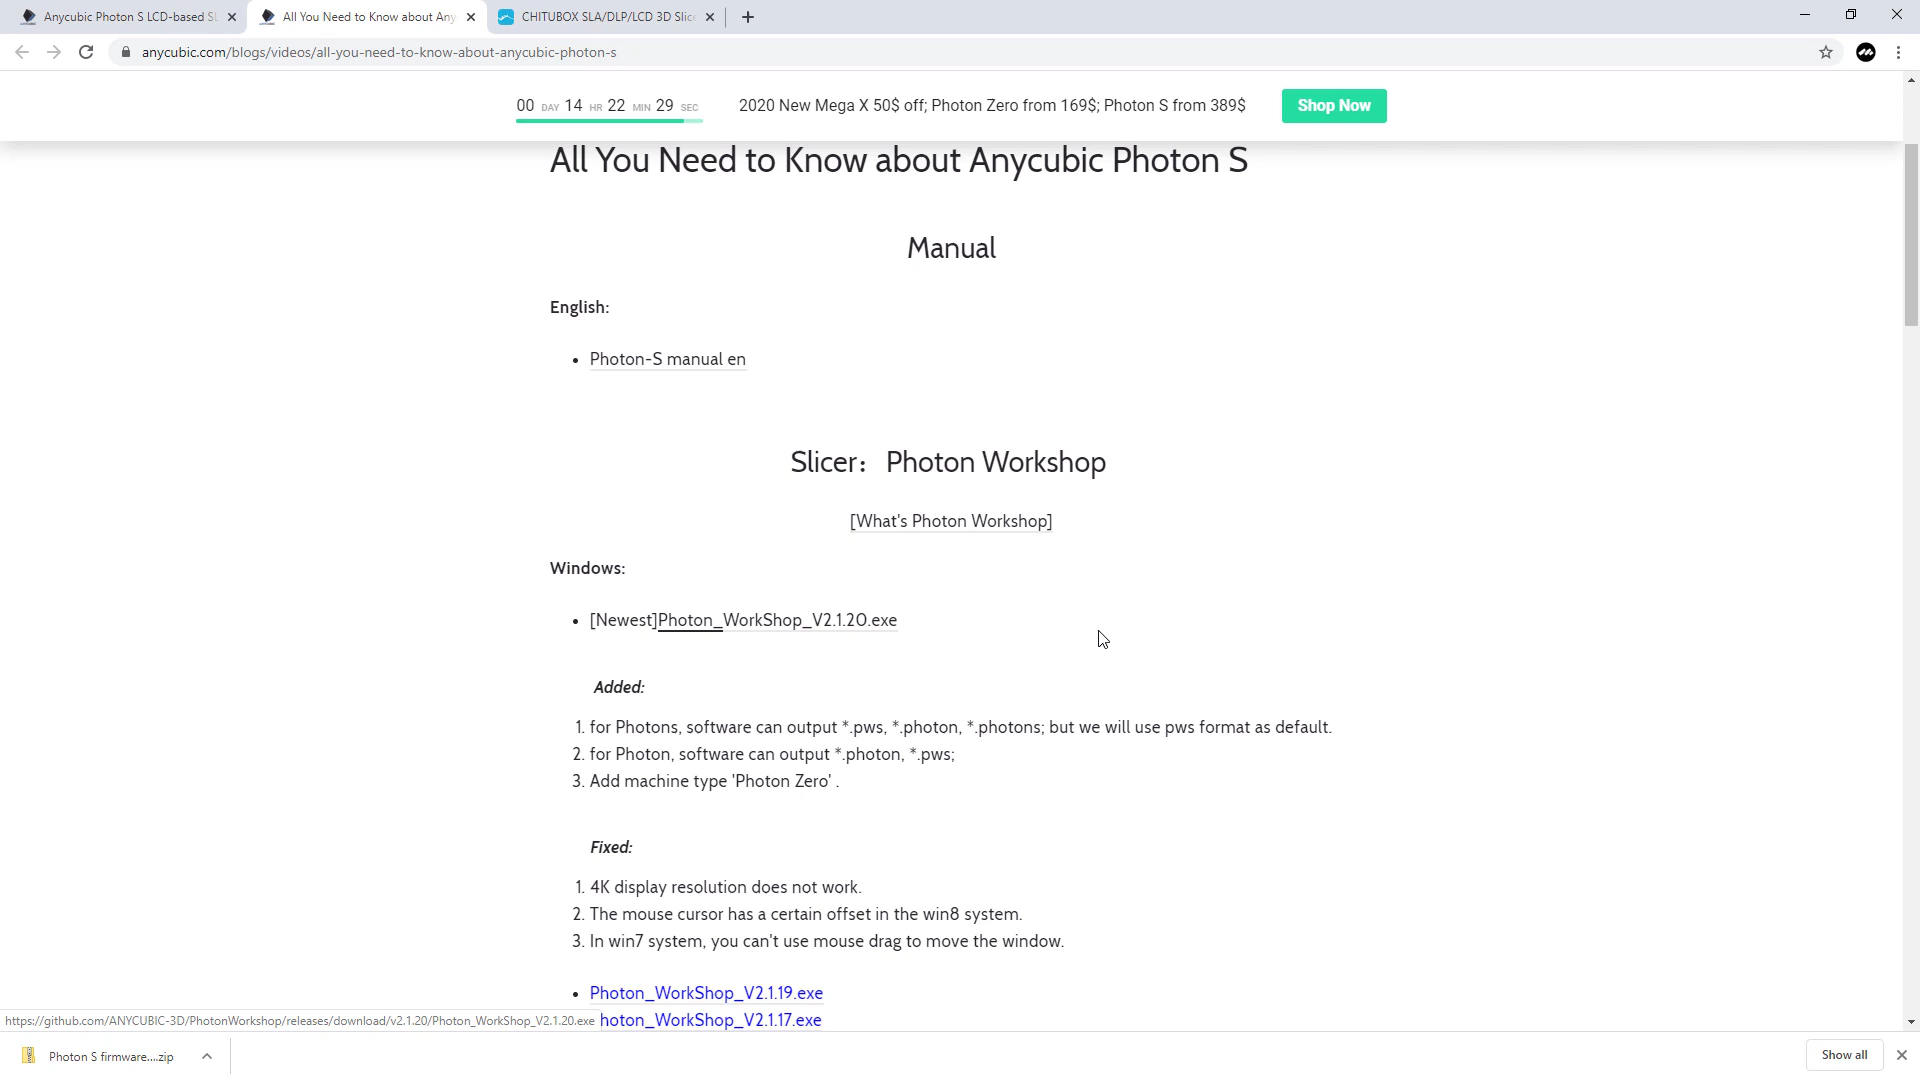 Anycubic Photon S LCD-based SL
All You Need to Know about Any
CHITUBOX SLA/DLP/LCD 3D Slice
anycubic.com/blogs/videos/all-you-need-to-know-about-anycubic-photon-s
00 DAY 14 HR 22 MIN 29 SEC
2020 New Mega X 50$ off; Photon Zero from 169$; Photon S from 389$
Shop Now
All You Need to Know about Anycubic Photon S
Manual
English:
• Photon-S manual en
Slicer: Photon Workshop
[What's Photon Workshop]
Windows:
• [Newest]Photon_WorkShop_V2.1.20.exe
Added:
1. for Photons, software can output *.pws, *.photon, *.photons; but we will use pws format as default.
2. for Photon, software can output *.photon, *.pws;
3. Add machine type 'Photon Zero' .
Fixed:
1. 4K display resolution does not work.
2. The mouse cursor has a certain offset in the win8 system.
3. In win7 system, you can't use mouse drag to move the window.
• Photon_WorkShop_V2.1.19.exe
hoton_WorkShop_V2.1.17.exe
https://github.com/ANYCUBIC-3D/PhotonWorkshop/releases/download/v2.1.20/Photon_WorkShop_V2.1.20.exe
Photon S firmware....zip
Show all